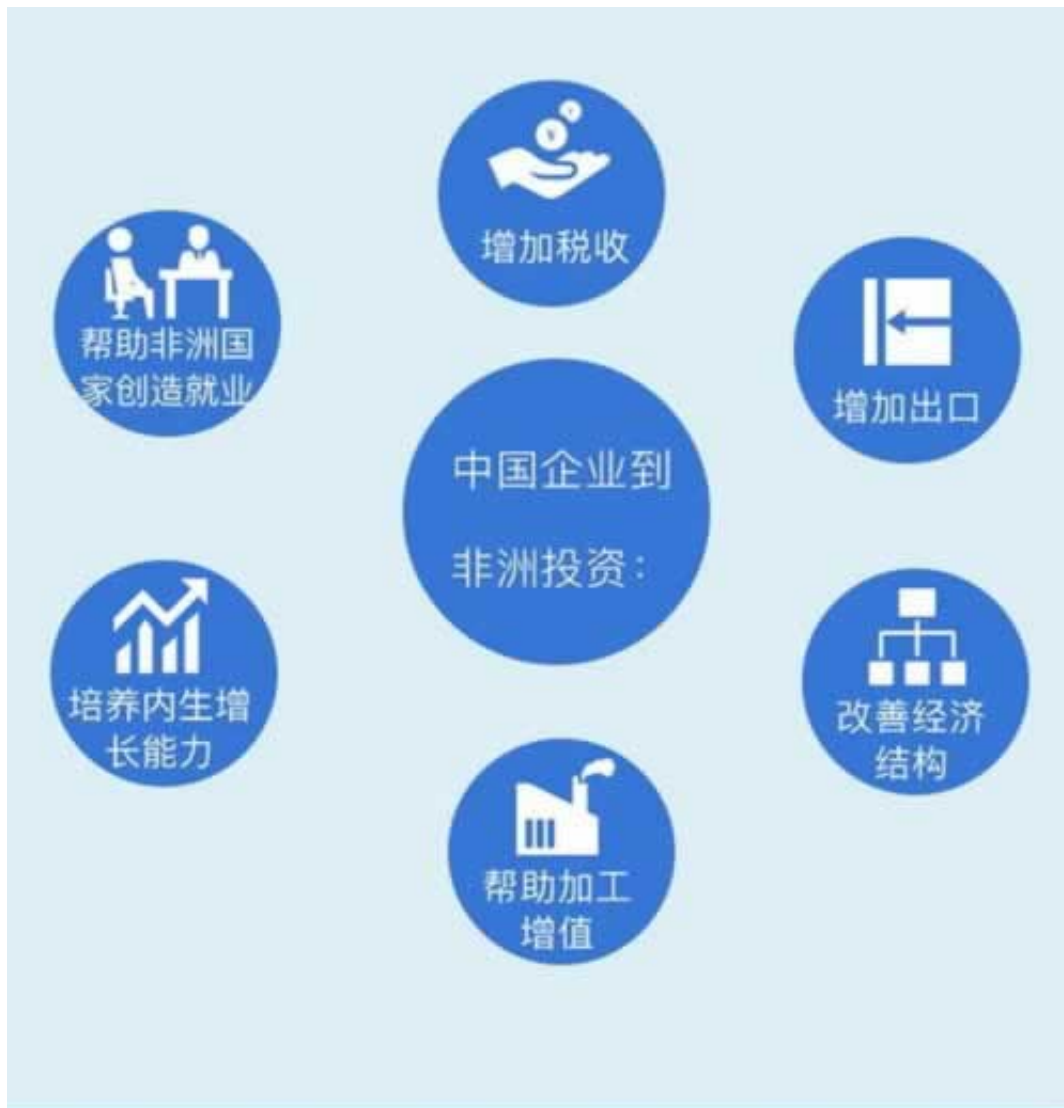 增加税收
帮助非洲国
家创造就业
增加出口
中国企业到
非洲投资：
培养内生增
长能力
改善经济
结构
帮助加工
增值